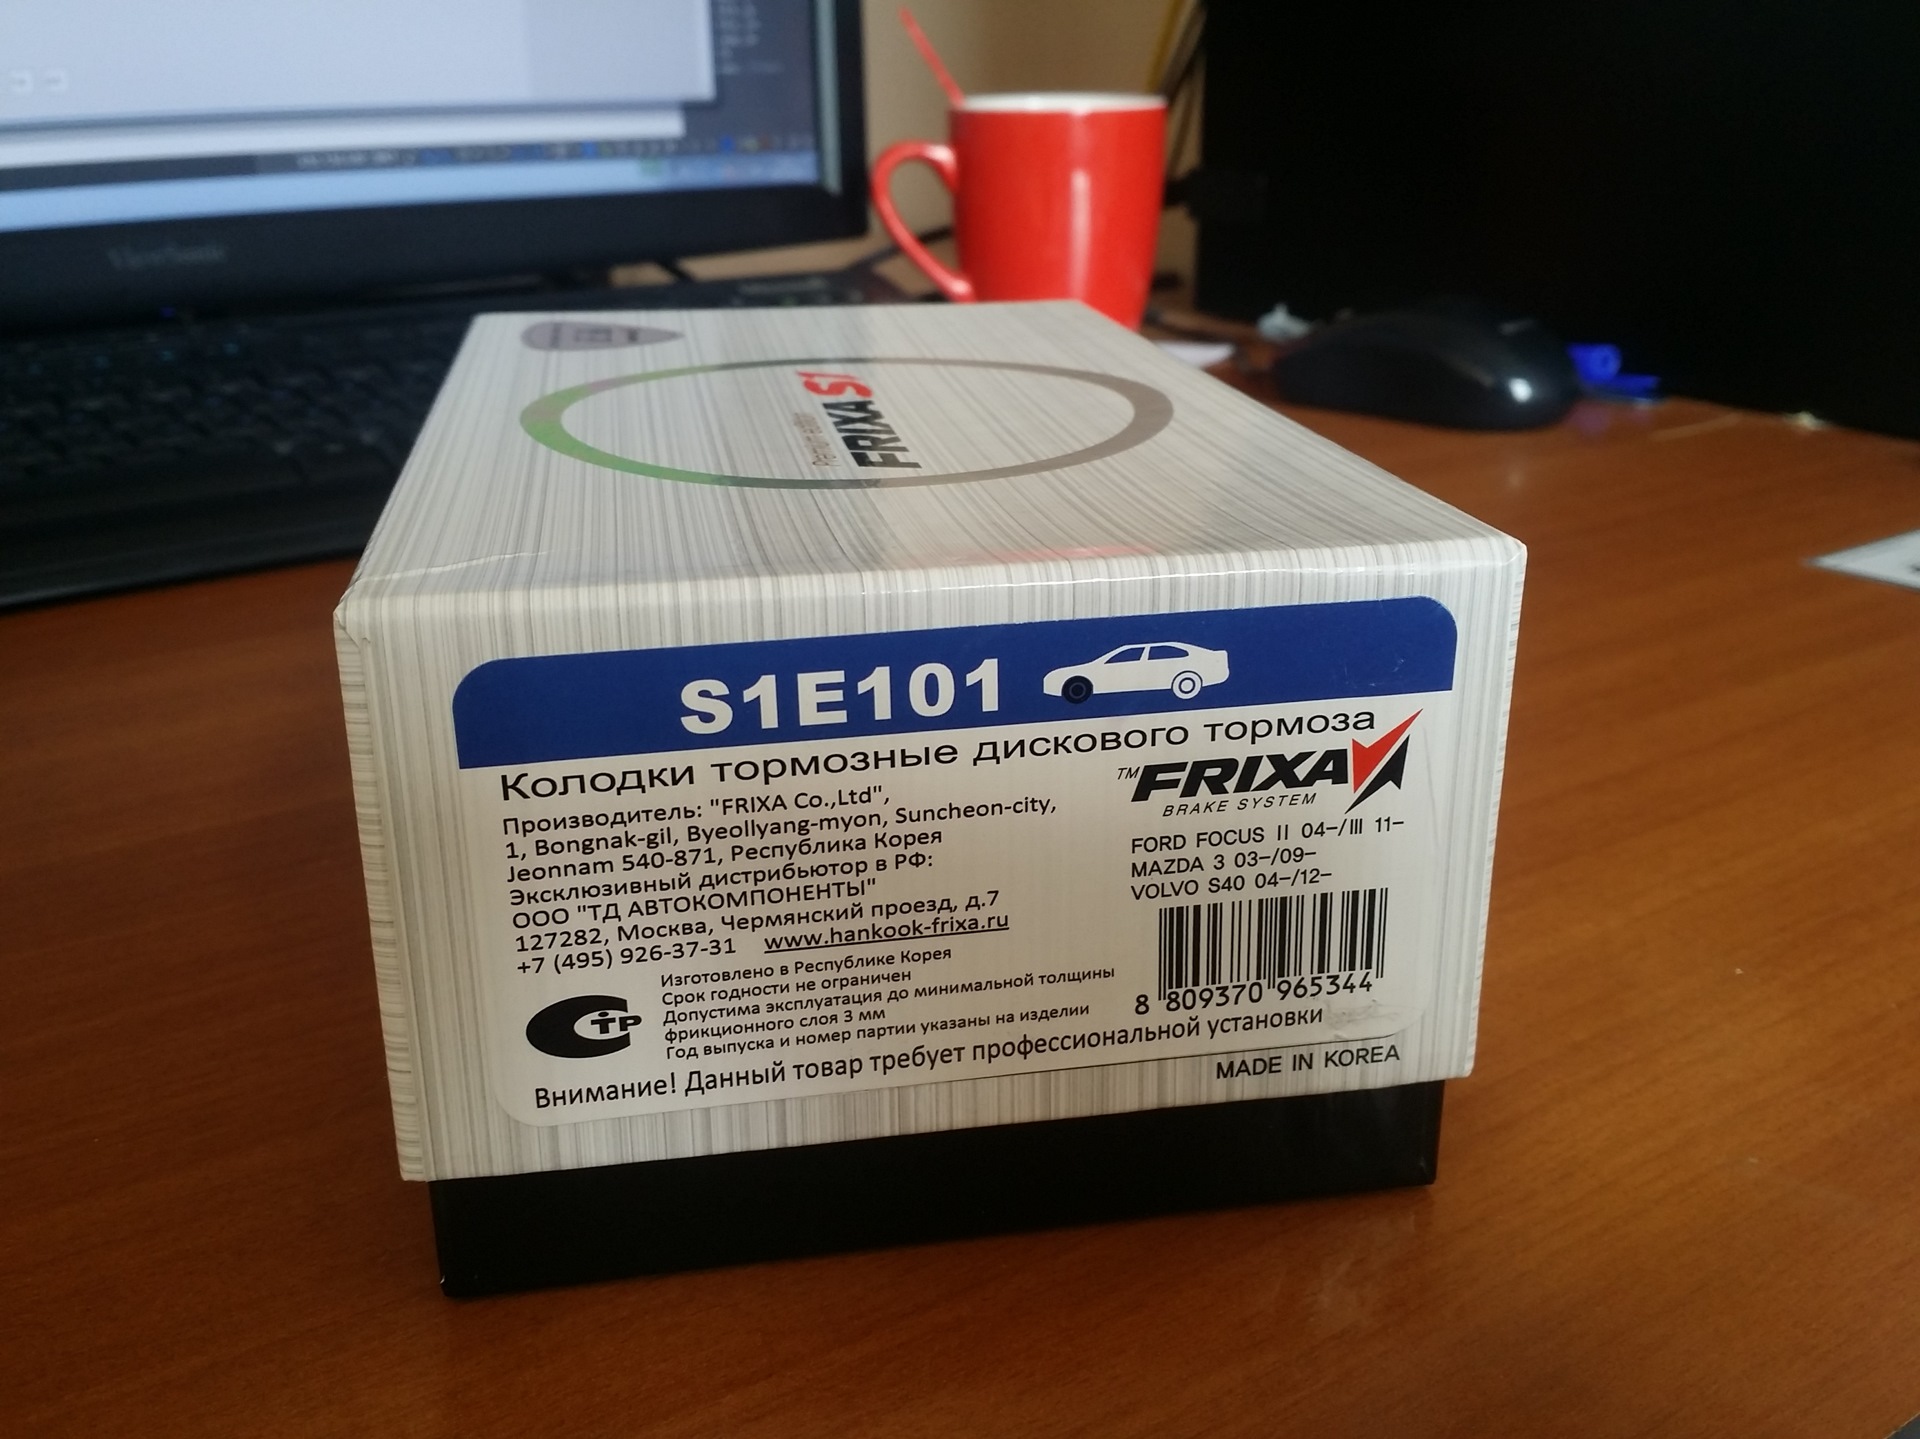 Premium edition
FRIXA S1
S1E101
Колодки тормозные дискового тормоза
Производитель: "FRIXA Co.,Ltd",
1, Bongnak-gil, Byeollyang-myon, Suncheon-city,
Jeonnam 540-871, Республика Корея
Эксклюзивный дистрибьютор в РФ:
ООО "ТД АВТОКОМПОНЕНТЫ"
127282, Москва, Чермянский проезд, д.7
+7 (495) 926-37-31 www.hankook-frixa.ru
TM FRIXA
BRAKE SYSTEM
FORD FOCUS II 04-/III 11-
MAZDA 3 03-/09-
VOLVO S40 04-/12-
8 809370 965344
Изготовлено в Республике Корея
Срок годности не ограничен
Допустима эксплуатация до минимальной толщины
фрикционного слоя 3 мм
Год выпуска и номер партии указаны на изделии
СТР
Внимание! Данный товар требует профессиональной установки
MADE IN KOREA
ViewSonic